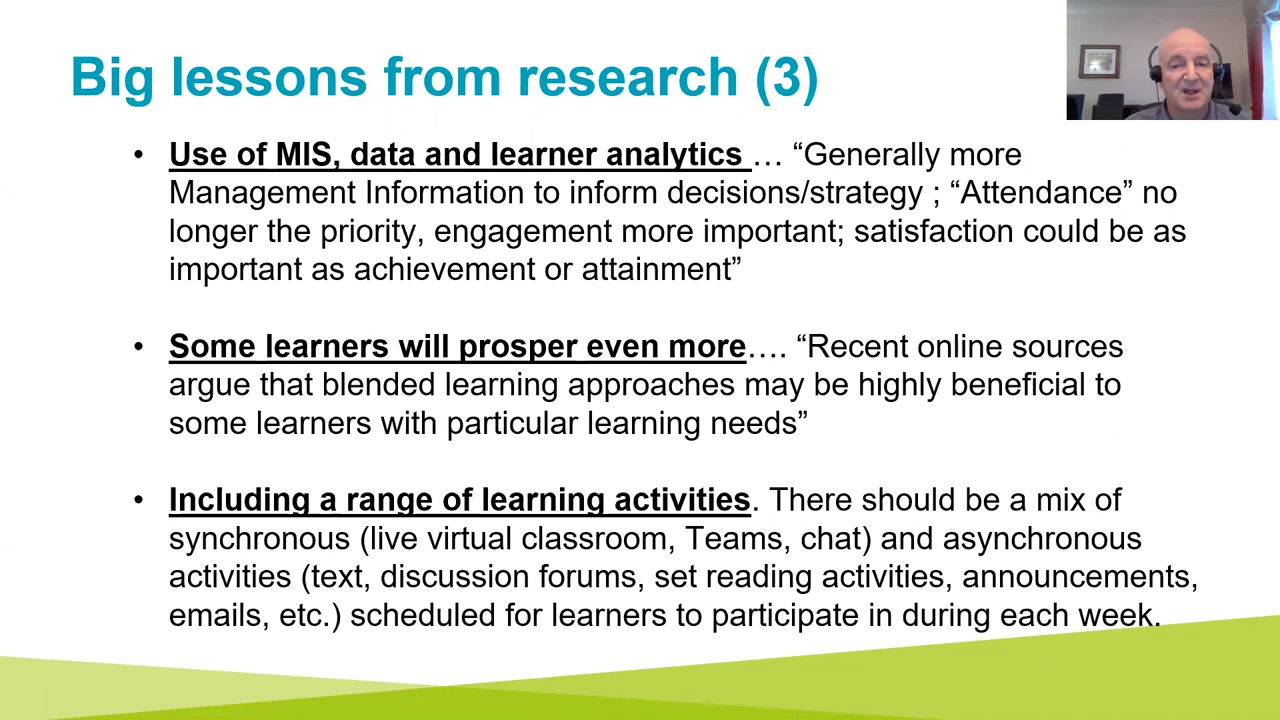 Big lessons from research (3)
• Use of MIS, data and learner analytics … “Generally more
Management Information to inform decisions/strategy ; “Attendance” no
longer the priority, engagement more important; satisfaction could be as
important as achievement or attainment”
• Some learners will prosper even more…. “Recent online sources
argue that blended learning approaches may be highly beneficial to
some learners with particular learning needs”
• Including a range of learning activities. There should be a mix of
synchronous (live virtual classroom, Teams, chat) and asynchronous
activities (text, discussion forums, set reading activities, announcements,
emails, etc.) scheduled for learners to participate in during each week.